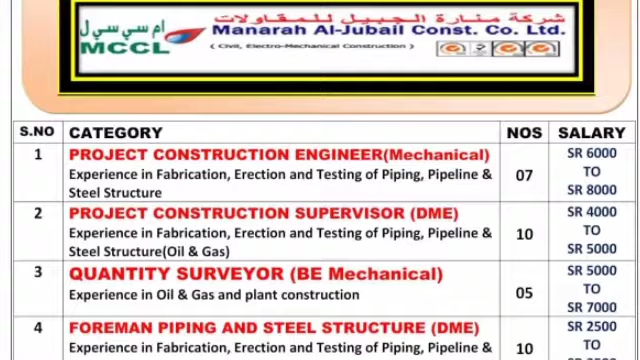 ام سي سي ل
MCCL
شركة منارة الجبيل للمقاولات
Manarah Al-Jubail Const. Co. Ltd.
( Civil, Electro-Mechanical Construction )
S.NO CATEGORY NOS SALARY
1 PROJECT CONSTRUCTION ENGINEER(Mechanical)
Experience in Fabrication, Erection and Testing of Piping, Pipeline &
Steel Structure
07
SR 6000
TO
SR 8000
2 PROJECT CONSTRUCTION SUPERVISOR (DME)
Experience in Fabrication, Erection and Testing of Piping, Pipeline &
Steel Structure(Oil & Gas)
10
SR 4000
TO
SR 5000
3 QUANTITY SURVEYOR (BE Mechanical)
Experience in Oil & Gas and plant construction
05
SR 5000
TO
SR 7000
4 FOREMAN PIPING AND STEEL STRUCTURE (DME)
Experience in Fabrication, Erection and Testing of Piping, Pipeline &
10
SR 2500
TO